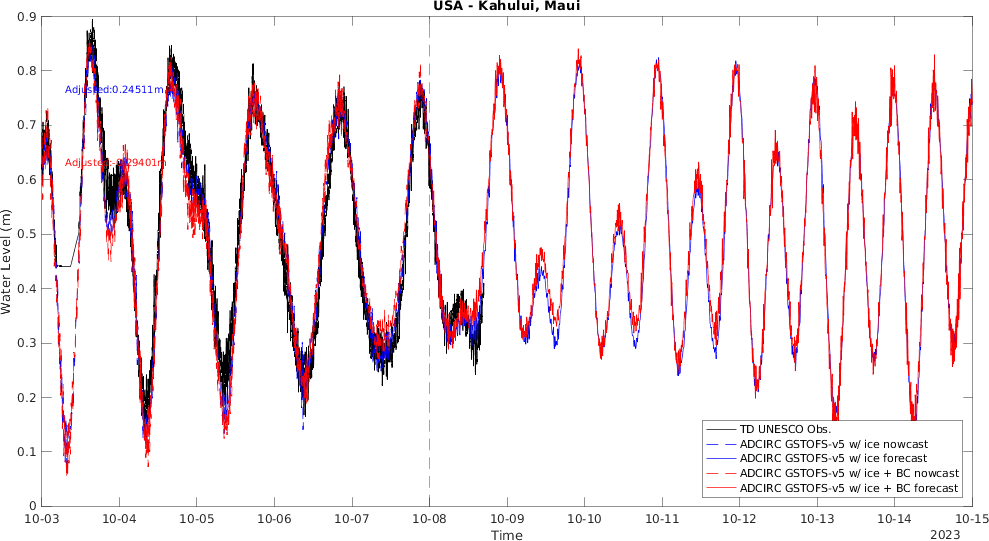 USA - Kahului, Maui
0.9
0.8
Adjusted:0.24511m
0.7
0.6
0.5
Water Level (m)
0.4
0.3
0.2
TD UNESCO Obs.
ADCIRC GSTOFS-v5 w/ ice nowcast
ADCIRC GSTOFS-v5 w/ ice forecast
ADCIRC GSTOFS-v5 w/ ice + BC nowcast
ADCIRC GSTOFS-v5 w/ ice + BC forecast
0.1
0
10-03 10-04 10-05 10-06 10-07 10-08 10-09 10-10 10-11 10-12 10-13 10-14 10-15
Time
2023